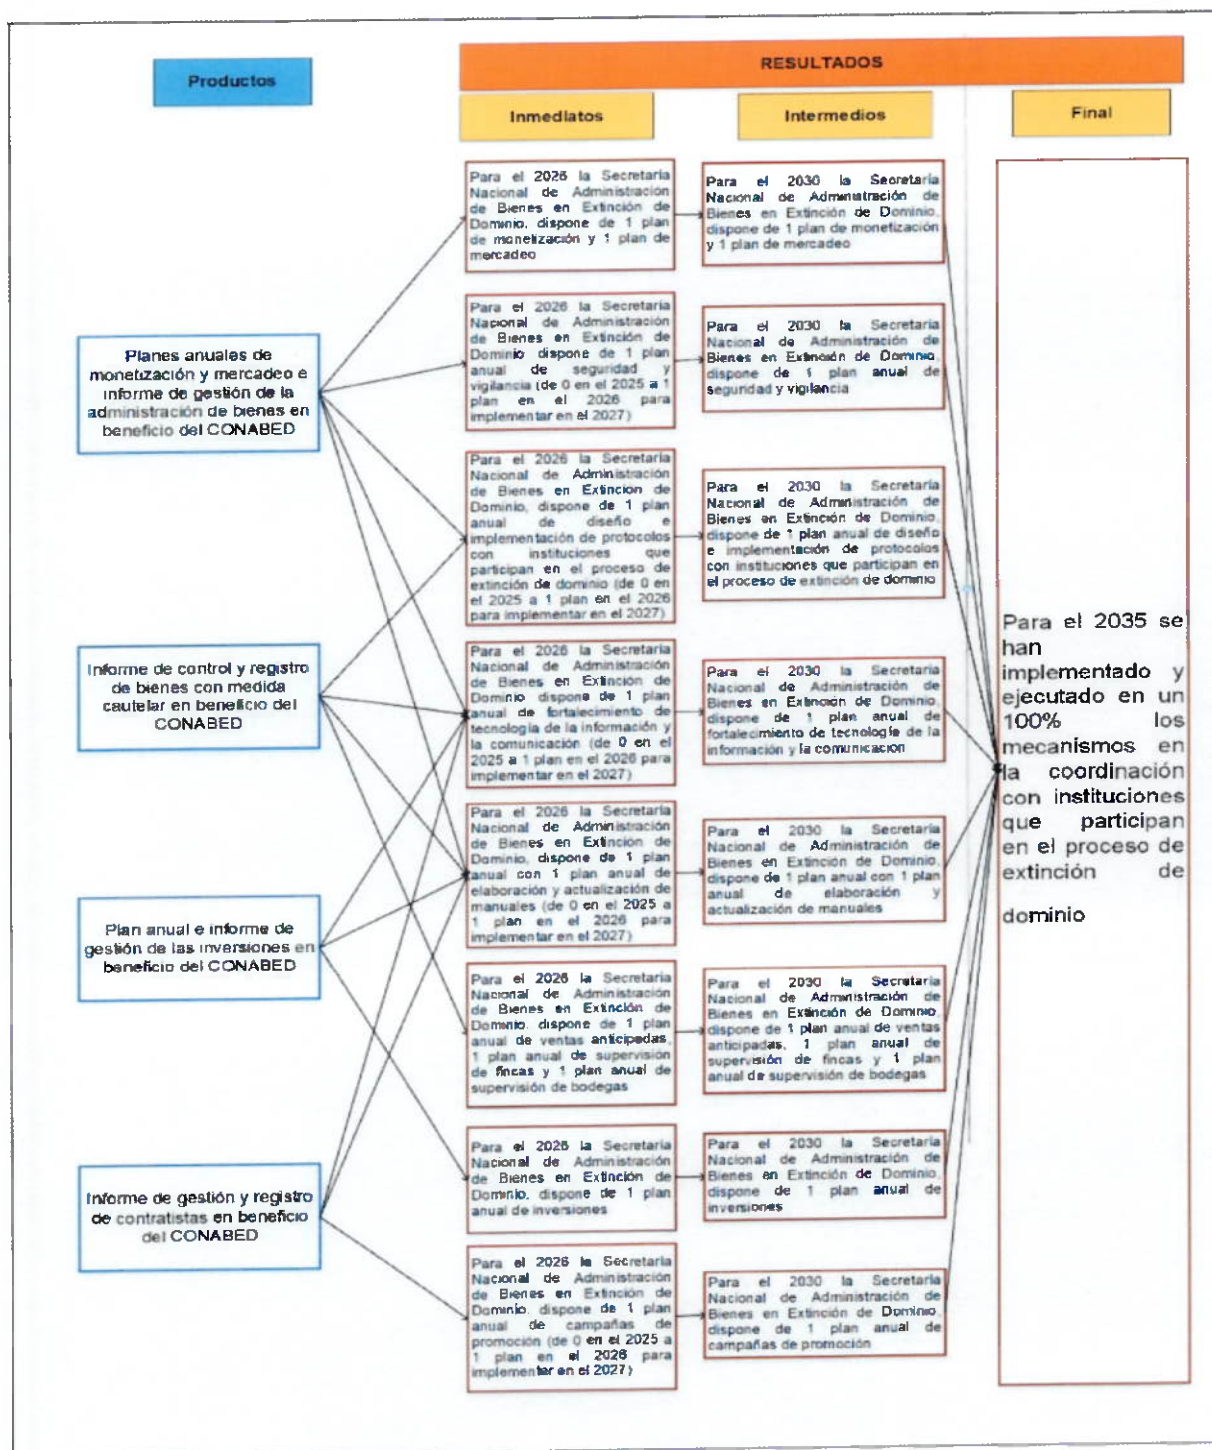 Productos
RESULTADOS
Inmediatos
Intermedios
Final
Planes anuales de
monetización y mercadeo e
informe de gestión de la
administración de bienes en
beneficio del CONABED
Informe de control y registro
de bienes con medida
cautelar en beneficio del
CONABED
Plan anual e informe de
gestión de las inversiones en
beneficio del CONABED
Informe de gestión y registro
de contratistas en beneficio
del CONABED
Para el 2026 la Secretaría
Nacional de Administración
de Bienes en Extinción de
Dominio, dispone de 1 plan
de monetización y 1 plan de
mercadeo
Para el 2026 la Secretaría
Nacional de Administración
de Bienes en Extinción de
Dominio dispone de 1 plan
anual de seguridad y
vigilancia (de 0 en el 2025 a 1
plan en el 2026 para
implementar en el 2027)
Para el 2026 la Secretaría
Nacional de Administración
de Bienes en Extinción de
Dominio, dispone de 1 plan
anual de diseño e
implementación de protocolos
con instituciones que
participan en el proceso de
extinción de dominio (de 0 en
el 2025 a 1 plan en el 2026
para implementar en el 2027)
Para el 2026 la Secretaría
Nacional de Administración
de Bienes en Extinción de
Dominio dispone de 1 plan
anual de fortalecimiento de
tecnología de la información y
la comunicación (de 0 en el
2025 a 1 plan en el 2026 para
implementar en el 2027)
Para el 2026 la Secretaría
Nacional de Administración
de Bienes en Extinción de
Dominio, dispone de 1 plan
anual con 1 plan anual de
elaboración y actualización de
manuales (de 0 en el 2025 a
1 plan en el 2026 para
implementar en el 2027)
Para el 2026 la Secretaría
Nacional de Administración
de Bienes en Extinción de
Dominio, dispone de 1 plan
anual de ventas anticipadas,
1 plan anual de supervisión
de fincas y 1 plan anual de
supervisión de bodegas
Para el 2026 la Secretaría
Nacional de Administración
de Bienes en Extinción de
Dominio, dispone de 1 plan
anual de inversiones
Para el 2026 la Secretaría
Nacional de Administración
de Bienes en Extinción de
Dominio, dispone de 1 plan
anual de campañas de
promoción (de 0 en el 2025 a
1 plan en el 2026 para
implementar en el 2027)
Para el 2030 la Secretaría
Nacional de Administración de
Bienes en Extinción de Dominio,
dispone de 1 plan de monetización
y 1 plan de mercadeo
Para el 2030 la Secretaría
Nacional de Administración de
Bienes en Extinción de Dominio,
dispone de 1 plan anual de
seguridad y vigilancia
Para el 2030 la Secretaría
Nacional de Administración de
Bienes en Extinción de Dominio,
dispone de 1 plan anual de diseño
e implementación de protocolos
con instituciones que participan en
el proceso de extinción de dominio
Para el 2030 la Secretaría
Nacional de Administración de
Bienes en Extinción de Dominio,
dispone de 1 plan anual de
fortalecimiento de tecnología de la
información y la comunicación
Para el 2030 la Secretaría
Nacional de Administración de
Bienes en Extinción de Dominio,
dispone de 1 plan anual con 1 plan
anual de elaboración y
actualización de manuales
Para el 2030 la Secretaría
Nacional de Administración de
Bienes en Extinción de Dominio,
dispone de 1 plan anual de ventas
anticipadas, 1 plan anual de
supervisión de fincas y 1 plan
anual de supervisión de bodegas
Para el 2030 la Secretaría
Nacional de Administración de
Bienes en Extinción de Dominio,
dispone de 1 plan anual de
inversiones
Para el 2030 la Secretaría
Nacional de Administración de
Bienes en Extinción de Dominio,
dispone de 1 plan anual de
campañas de promoción
Para el 2035 se
han
implementado y
ejecutado en un
100% los
mecanismos en
la coordinación
con instituciones
que participan
en el proceso de
extinción de
dominio